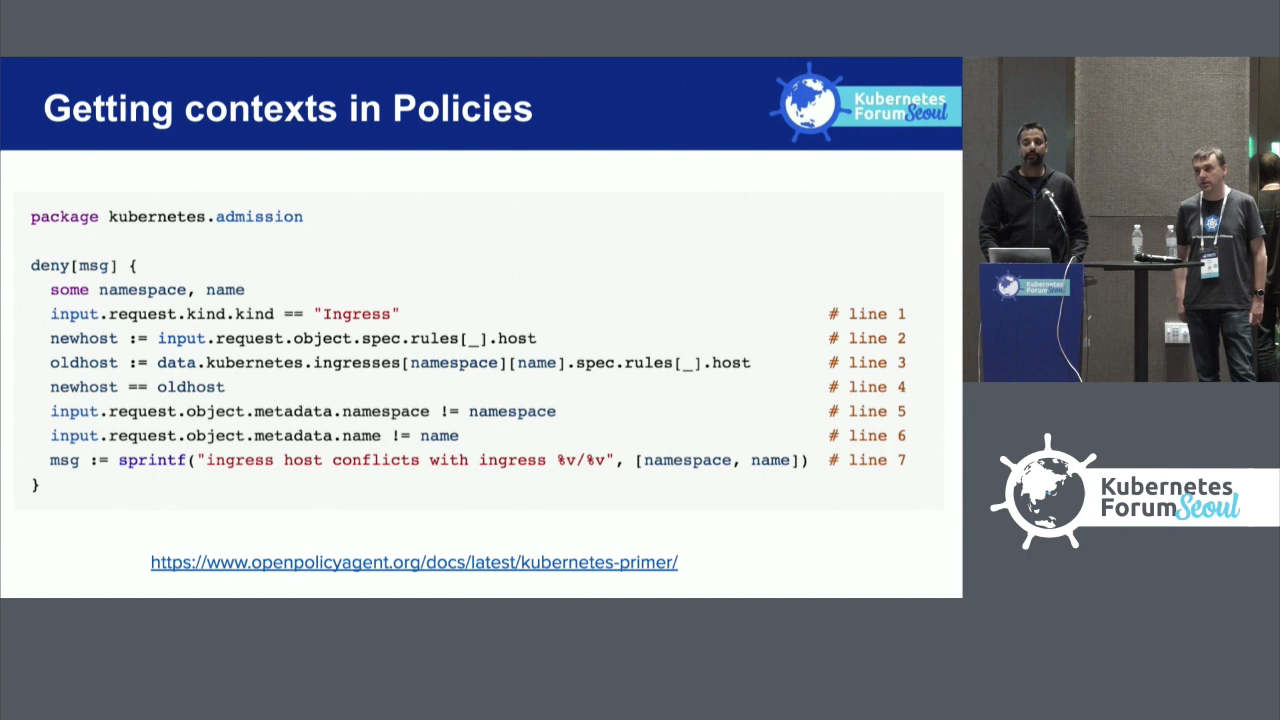 Getting contexts in Policies
Kubernetes
Forum Seoul
package kubernetes.admission
deny[msg] {
some namespace, name
input.request.kind.kind == "Ingress" # line 1
newhost := input.request.object.spec.rules[_].host # line 2
oldhost := data.kubernetes.ingresses[namespace][name].spec.rules[_].host # line 3
newhost == oldhost # line 4
input.request.object.metadata.namespace != namespace # line 5
input.request.object.metadata.name != name # line 6
msg := sprintf("ingress host conflicts with ingress %v/%v", [namespace, name]) # line 7
}
https://www.openpolicyagent.org/docs/latest/kubernetes-primer/
Kubernetes
Forum Seoul
Kubernetes
Forum Seoul